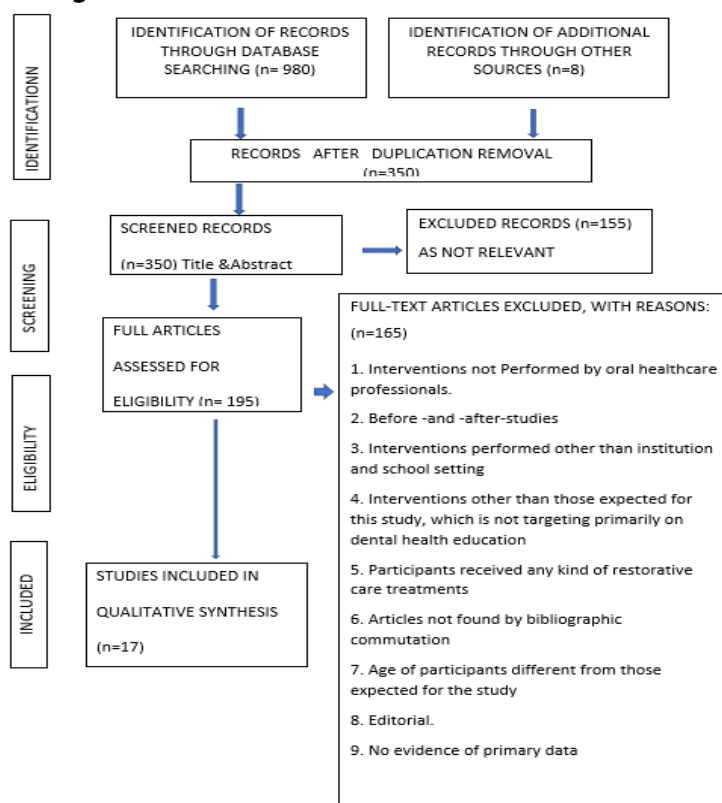 IDENTIFICATIONN
IDENTIFICATION OF RECORDS
THROUGH DATABASE
SEARCHING (n= 980)
IDENTIFICATION OF ADDITIONAL
RECORDS THROUGH OTHER
SOURCES (n=8)
RECORDS AFTER DUPLICATION REMOVAL
(n=350)
SCREENING
SCREENED RECORDS
(n=350) Title &Abstract
EXCLUDED RECORDS (n=155)
AS NOT RELEVANT
FULL ARTICLES
ASSESSED FOR
ELIGIBILITY (n= 195)
FULL-TEXT ARTICLES EXCLUDED, WITH REASONS:
(n=165)
1. Interventions not Performed by oral healthcare
professionals.
2. Before -and -after-studies
3. Interventions performed other than institution
and school setting
4. Interventions other than those expected for
this study, which is not targeting primarily on
dental health education
5. Participants received any kind of restorative
care treatments
6. Articles not found by bibliographic
commutation
7. Age of participants different from those
expected for the study
8. Editorial.
9. No evidence of primary data
ELIGIBILITY
INCLUDED
STUDIES INCLUDED IN
QUALITATIVE SYNTHESIS
(n=17)